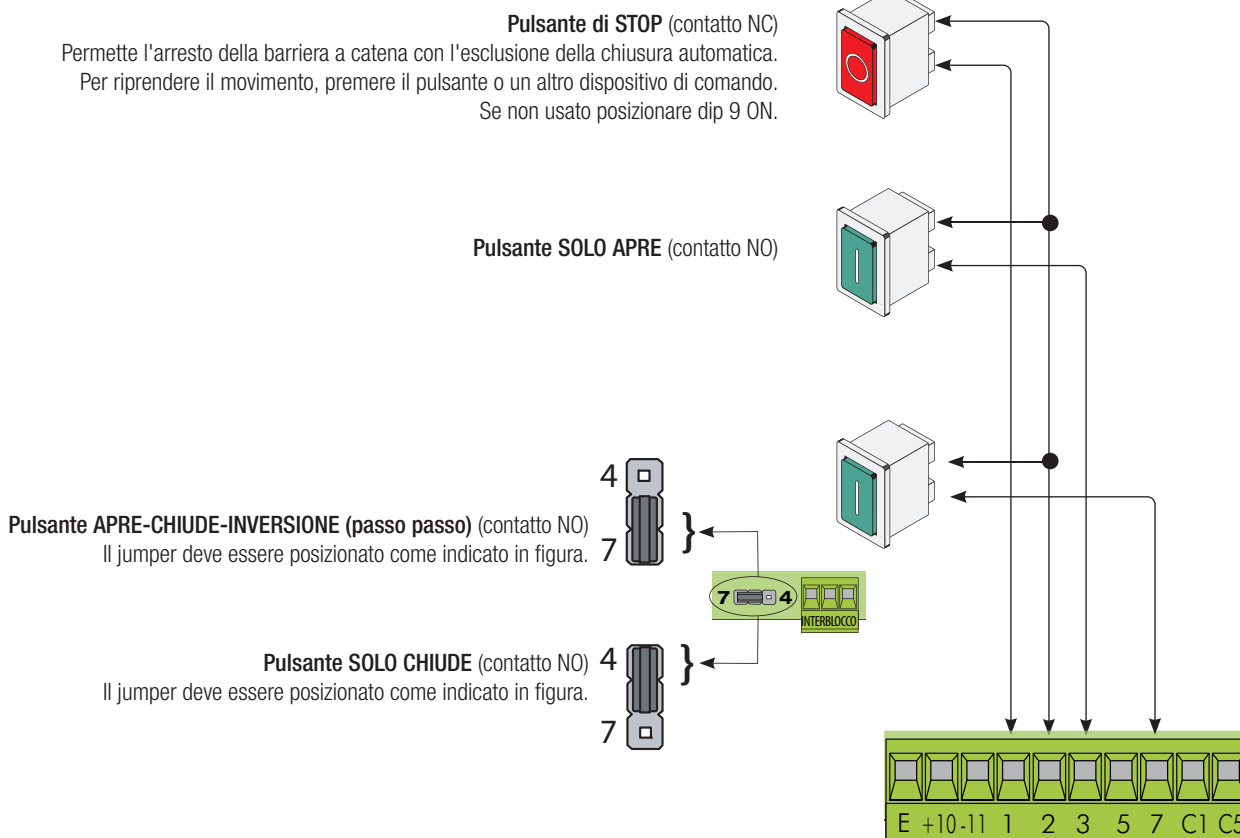 Pulsante di STOP (contatto NC)
Permette l'arresto della barriera a catena con l'esclusione della chiusura automatica.
Per riprendere il movimento, premere il pulsante o un altro dispositivo di comando.
Se non usato posizionare dip 9 ON.
Pulsante SOLO APRE (contatto NO)
4
Pulsante APRE-CHIUDE-INVERSIONE (passo passo) (contatto NO)
Il jumper deve essere posizionato come indicato in figura.
7
7 4
INTERBLOCCO
Pulsante SOLO CHIUDE (contatto NO)
4
Il jumper deve essere posizionato come indicato in figura.
7
E +10 -11 1 2 3 5 7 C1 C5